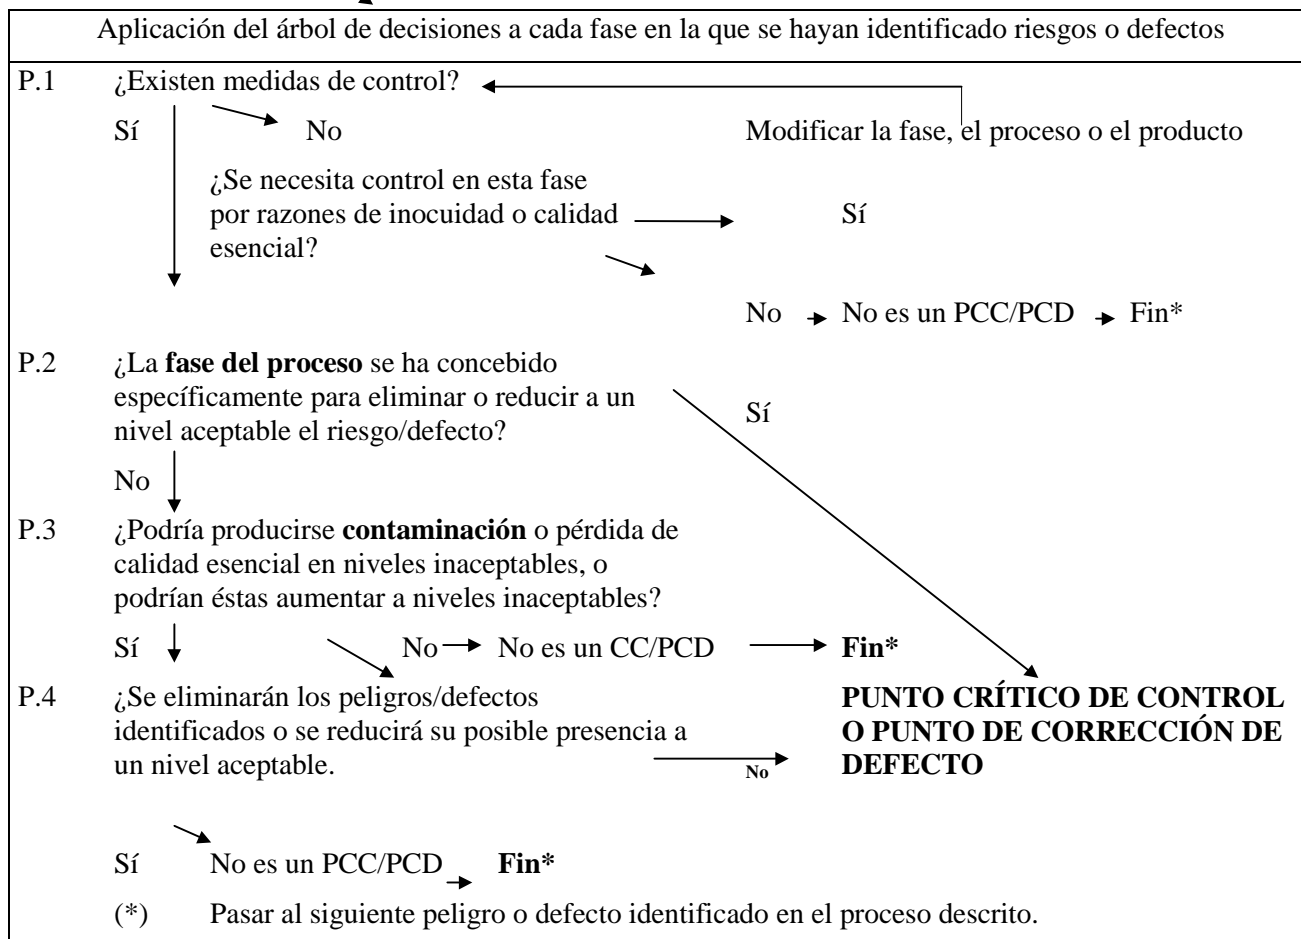 Aplicación del árbol de decisiones a cada fase en la que se hayan identificado riesgos o defectos
P.1 ¿Existen medidas de control?
Sí No Modificar la fase, el proceso o el producto
¿Se necesita control en esta fase
por razones de inocuidad o calidad Sí
esencial?
No No es un PCC/PCD Fin*
P.2 ¿La fase del proceso se ha concebido
específicamente para eliminar o reducir a un Sí
nivel aceptable el riesgo/defecto?
No
P.3 ¿Podría producirse contaminación o pérdida de
calidad esencial en niveles inaceptables, o
podrían éstas aumentar a niveles inaceptables?
Sí No No es un CC/PCD Fin*
P.4 ¿Se eliminarán los peligros/defectos PUNTO CRÍTICO DE CONTROL
identificados o se reducirá su posible presencia a O PUNTO DE CORRECCIÓN DE
un nivel aceptable. No DEFECTO
Sí No es un PCC/PCD Fin*
(*) Pasar al siguiente peligro o defecto identificado en el proceso descrito.